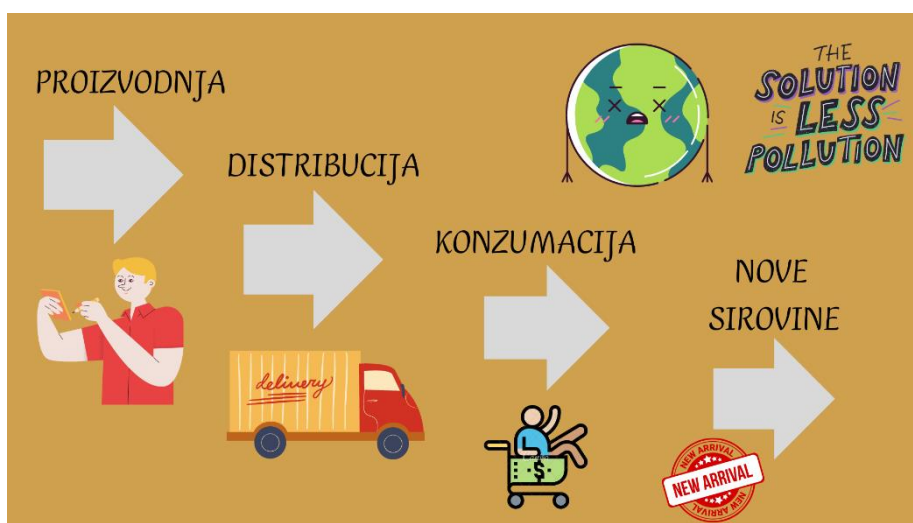 PROIZVODNJA
DISTRIBUCIJA
KONZUMACIJA
NOVE
SIROVINE
THE
SOLUTION
IS LESS
POLLUTION
delivery
$
NEW ARRIVAL
NEW ARRIVAL
NEW ARRIVAL